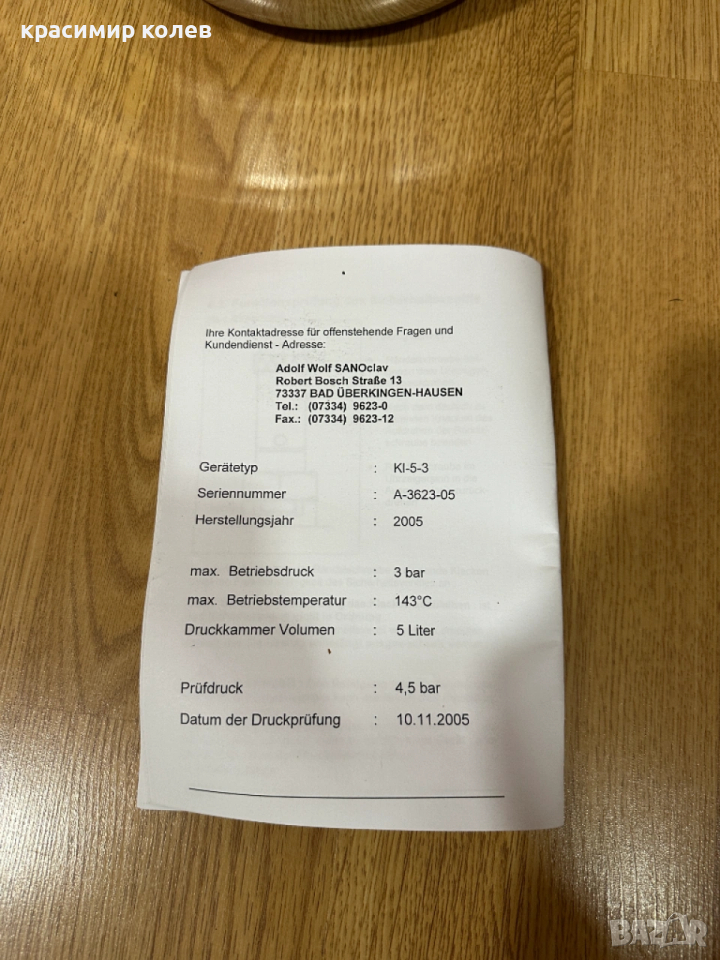 красимир колев
Ihre Kontaktadresse für offenstehende Fragen und
Kundendienst - Adresse:
Adolf Wolf SANOclav
Robert Bosch Straße 13
73337 BAD ÜBERKINGEN-HAUSEN
Tel.: (07334) 9623-0
Fax.: (07334) 9623-12
Gerätetyp : KI-5-3
Seriennummer : A-3623-05
Herstellungsjahr : 2005
max. Betriebsdruck : 3 bar
max. Betriebstemperatur : 143°C
Druckkammer Volumen : 5 Liter
Prüfdruck : 4,5 bar
Datum der Druckprüfung : 10.11.2005
BAZAR